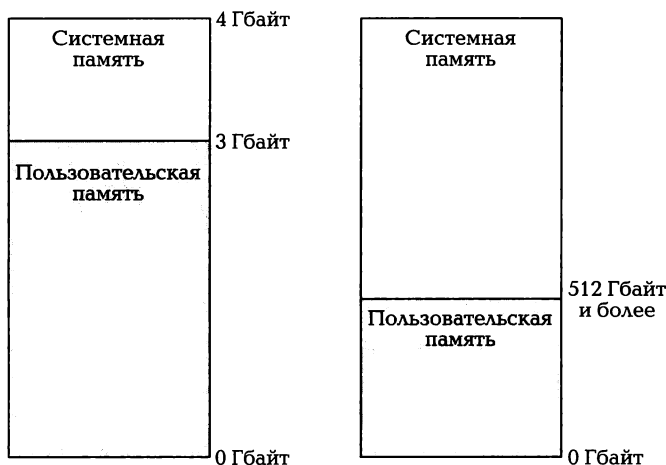 4 Гбайт
Системная
память
3 Гбайт
Пользовательская
память
0 Гбайт
Системная
память
512 Гбайт
и более
Пользовательская
память
0 Гбайт